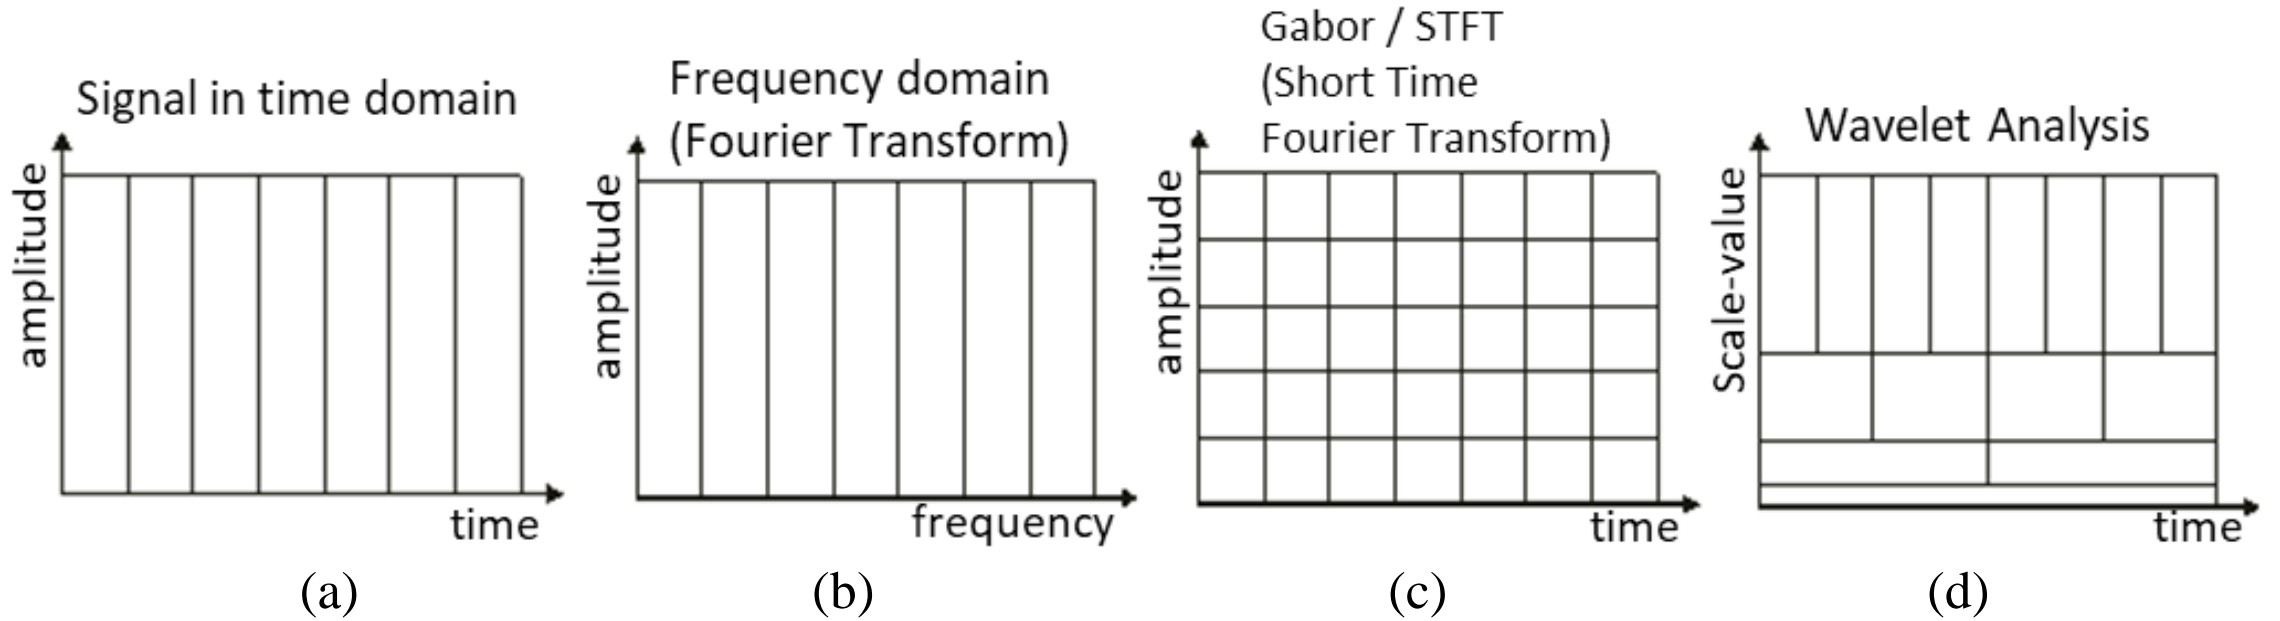 Signal in time domain
amplitude
time
(a)
Frequency domain
(Fourier Transform)
amplitude
frequency
(b)
Gabor / STFT
(Short Time
Fourier Transform)
amplitude
time
(c)
Wavelet Analysis
Scale-value
time
(d)